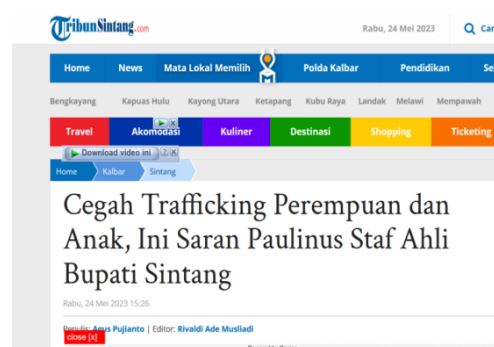 TribunSintang.com
Rabu, 24 Mei 2023
Car
Home News Mata Lokal Memilih Polda Kalbar Pendidikan Se
Bengkayang Kapuas Hulu Kayong Utara Ketapang Kubu Raya Landak Melawi Mempawah
Travel Akomodasi Kuliner Destinasi Shopping Ticketing
Download video ini
Home Kalbar Sintang
Cegah Trafficking Perempuan dan
Anak, Ini Saran Paulinus Staf Ahli
Bupati Sintang
Rabu, 24 Mei 2023 15:26
Penulis: Agus Pujianto | Editor: Rivaldi Ade Musliadi
close [x]